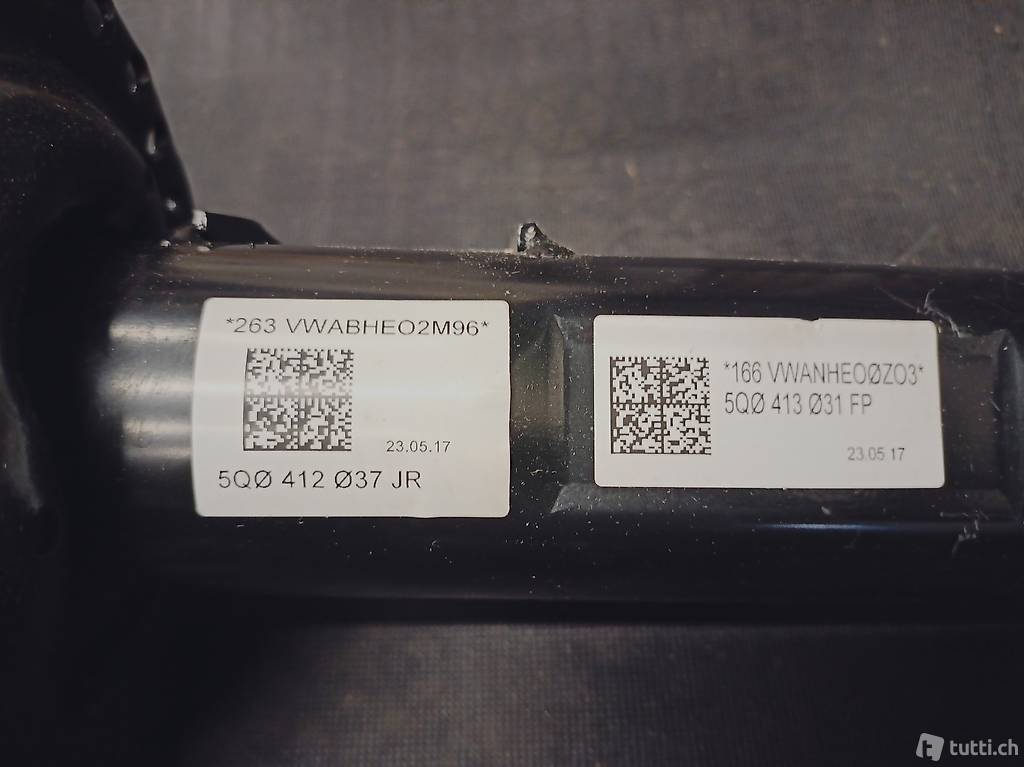 *263 VWABHEO2M96*
23.05.17
5QØ 412 Ø37 JR
*166 VWANHEOØZO3*
5QØ 413 Ø31 FP
23.05.17
tutti.ch